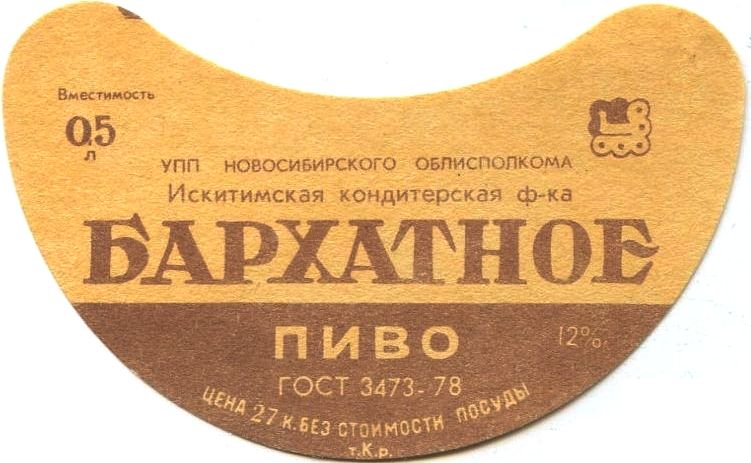 Вместимость
0,5
л
УПП НОВОСИБИРСКОГО ОБЛИСПОЛКОМА
Искитимская кондитерская ф-ка
БАРХАТНОЕ
ПИВО
12%
ГОСТ 3473-78
ЦЕНА 27 К. БЕЗ СТОИМОСТИ ПОСУДЫ
т.К.р.